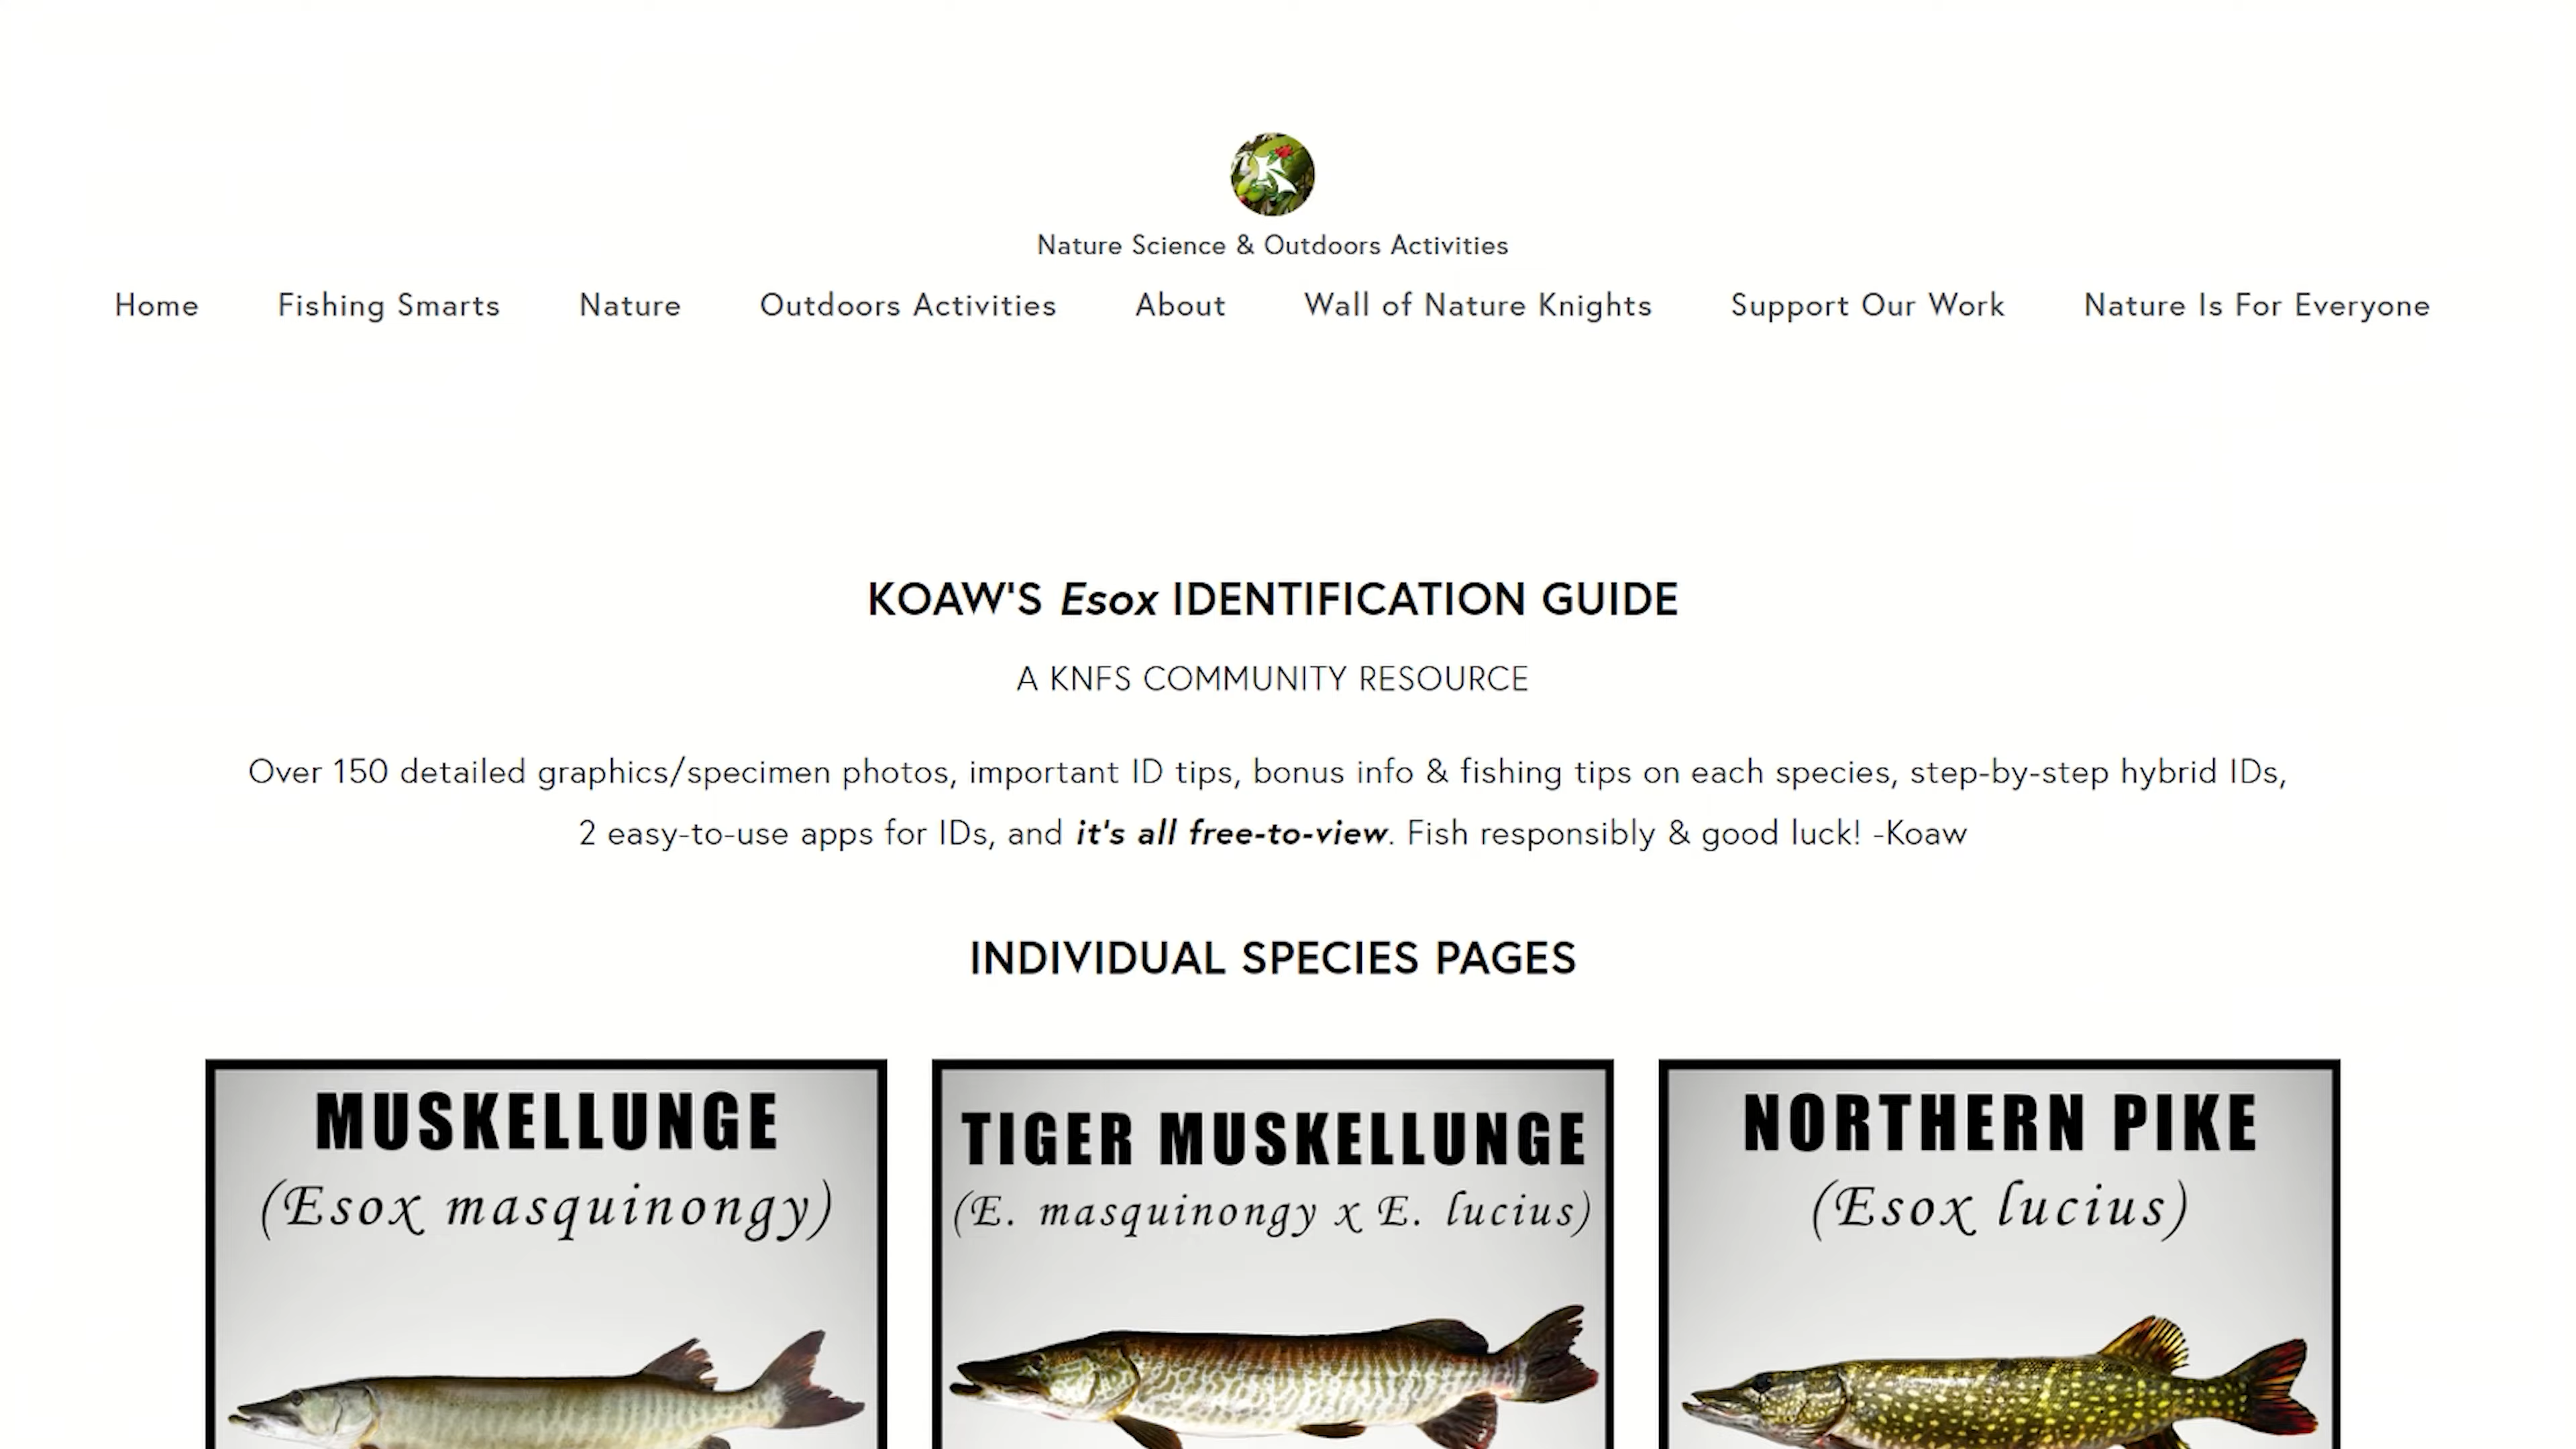 K
Nature Science & Outdoors Activities
Home Fishing Smarts Nature Outdoors Activities About Wall of Nature Knights Support Our Work Nature Is For Everyone
KOAW'S Esox IDENTIFICATION GUIDE
A KNFS COMMUNITY RESOURCE
Over 150 detailed graphics/specimen photos, important ID tips, bonus info & fishing tips on each species, step-by-step hybrid IDs,
2 easy-to-use apps for IDs, and it's all free-to-view. Fish responsibly & good luck! -Koaw
INDIVIDUAL SPECIES PAGES
MUSKELLUNGE
(Esox masquinongy)
TIGER MUSKELLUNGE
(E. masquinongy x E. lucius)
NORTHERN PIKE
(Esox lucius)